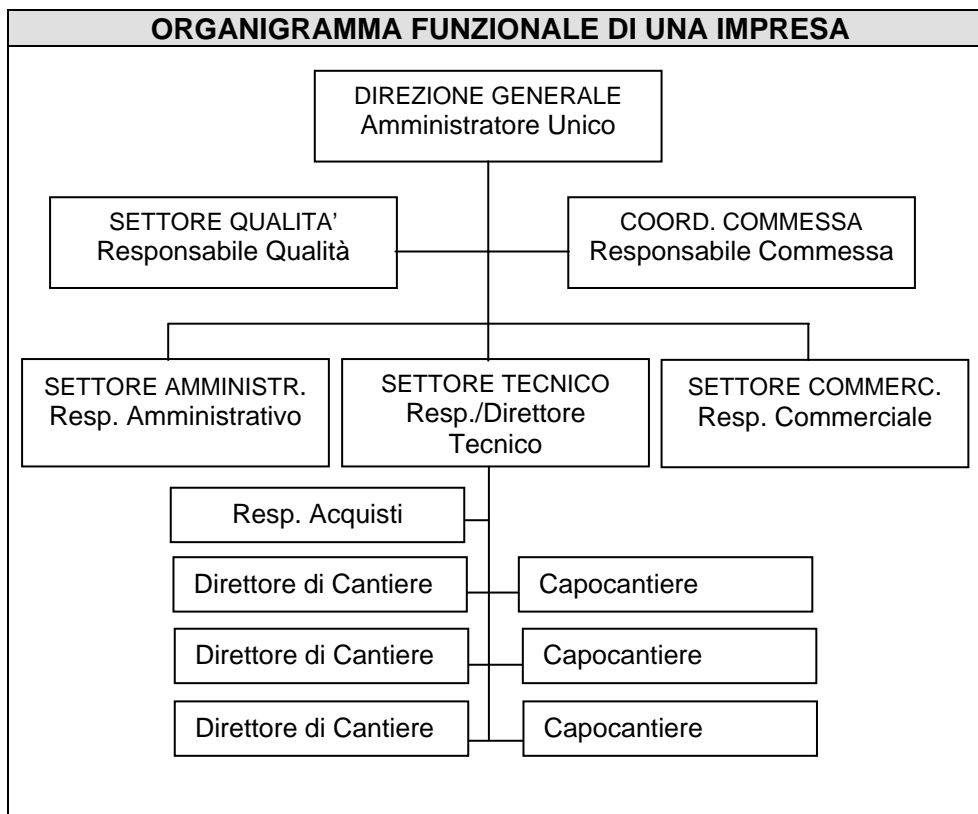 ORGANIGRAMMA FUNZIONALE DI UNA IMPRESA
DIREZIONE GENERALE
Amministratore Unico
SETTORE QUALITA’
Responsabile Qualità
COORD. COMMESSA
Responsabile Commessa
SETTORE AMMINISTR.
Resp. Amministrativo
SETTORE TECNICO
Resp./Direttore
Tecnico
SETTORE COMMERC.
Resp. Commerciale
Resp. Acquisti
Direttore di Cantiere
Capocantiere
Direttore di Cantiere
Capocantiere
Direttore di Cantiere
Capocantiere